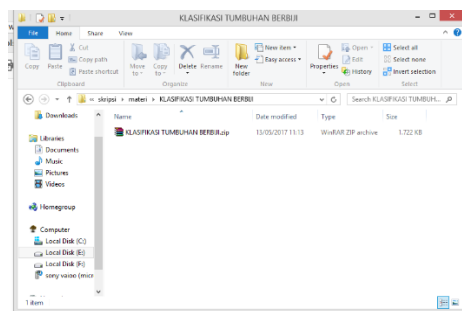 KLASIFIKASI TUMBUHAN BERBIJI
File Home Share View
Copy Paste Cut Copy path Paste shortcut
Move to Copy to Delete Rename
New folder New item Easy access
Properties Open Edit History
Select all Select none Invert selection
Clipboard Organize New Open Select
« skripsi materi KLASIFIKASI TUMBUHAN BERBIJI Search KLASIFIKASI TUMBUH...
Downloads
Name Date modified Type Size
KLASIFIKASI TUMBUHAN BERBIJI.zip 13/05/2017 11:13 WinRAR ZIP archive 1.722 KB
Libraries
Documents
Music
Pictures
Videos
Homegroup
Computer
Local Disk (C:)
Local Disk (E:)
Local Disk (F:)
sony vaioo (micr
1 item